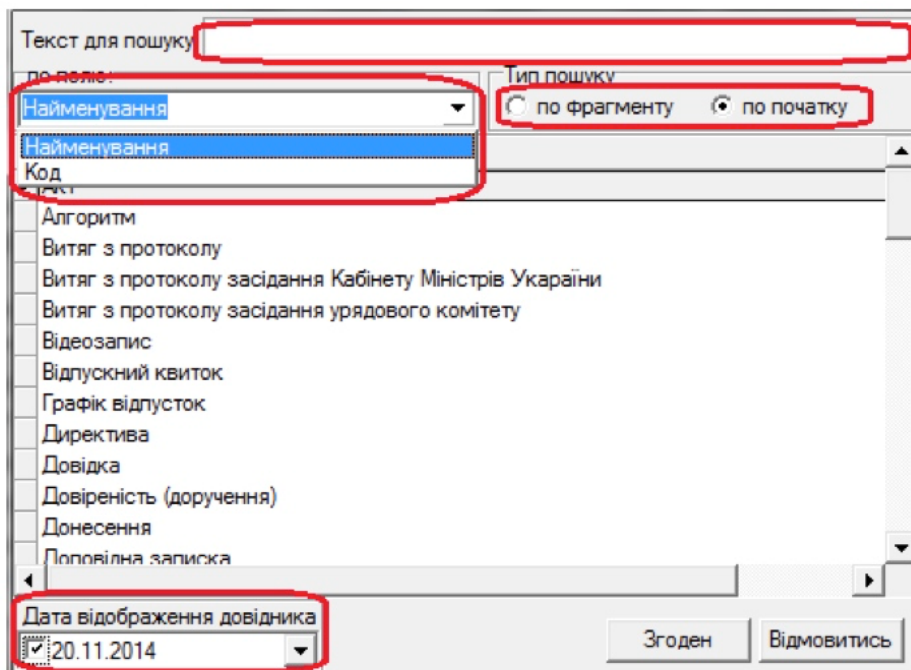 Текст для пошуку
по полю:
Тип пошуку
Найменування
по фрагменту
по початку
Найменування
Код
Акт
Алгоритм
Витяг з протоколу
Витяг з протоколу засідання Кабінету Міністрів Укараїни
Витяг з протоколу засідання урядового комітету
Відеозапис
Відпускний квиток
Графік відпусток
Директива
Довідка
Довіреність (доручення)
Донесення
Доповідна записка
Дата відображення довідника
20.11.2014
Згоден
Відмовитись